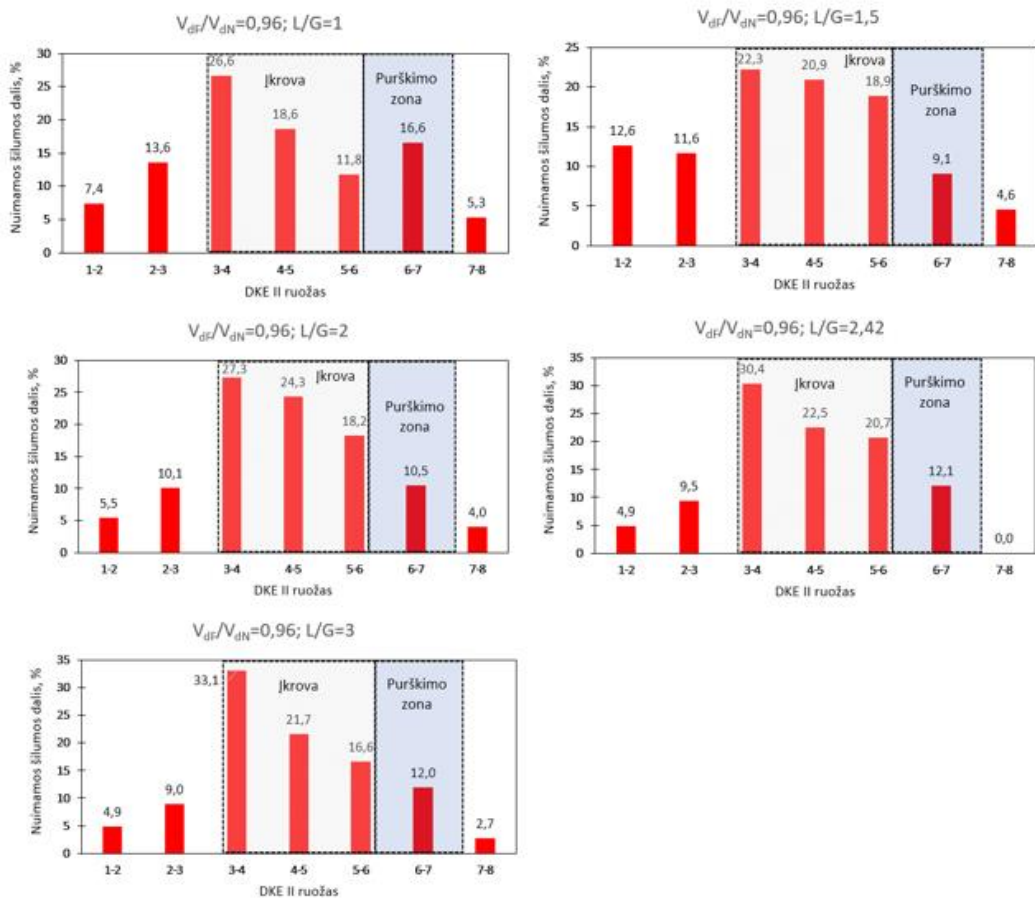 V_dF/V_dN=0,96; L/G=1
Nuimamos šilumos dalis, %
30
25
20
15
10
5
0
7,4
13,6
26,6
18,6
11,8
16,6
5,3
Įkrova
Purškimo
zona
1-2 2-3 3-4 4-5 5-6 6-7 7-8
DKE II ruožas
V_dF/V_dN=0,96; L/G=1,5
Nuimamos šilumos dalis, %
25
20
15
10
5
0
12,6
11,6
22,3
20,9
18,9
9,1
4,6
Įkrova
Purškimo
zona
1-2 2-3 3-4 4-5 5-6 6-7 7-8
DKE II ruožas
V_dF/V_dN=0,96; L/G=2
Nuimamos šilumos dalis, %
30
25
20
15
10
5
0
5,5
10,1
27,3
24,3
18,2
10,5
4,0
Įkrova
Purškimo
zona
1-2 2-3 3-4 4-5 5-6 6-7 7-8
DKE II ruožas
V_dF/V_dN=0,96; L/G=2,42
Nuimamos šilumos dalis, %
35
30
25
20
15
10
5
0
4,9
9,5
30,4
22,5
20,7
12,1
0,0
Įkrova
Purškimo
zona
1-2 2-3 3-4 4-5 5-6 6-7 7-8
DKE II ruožas
V_dF/V_dN=0,96; L/G=3
Nuimamos šilumos dalis, %
35
30
25
20
15
10
5
0
4,9
9,0
33,1
21,7
16,6
12,0
2,7
Įkrova
Purškimo
zona
1-2 2-3 3-4 4-5 5-6 6-7 7-8
DKE II ruožas